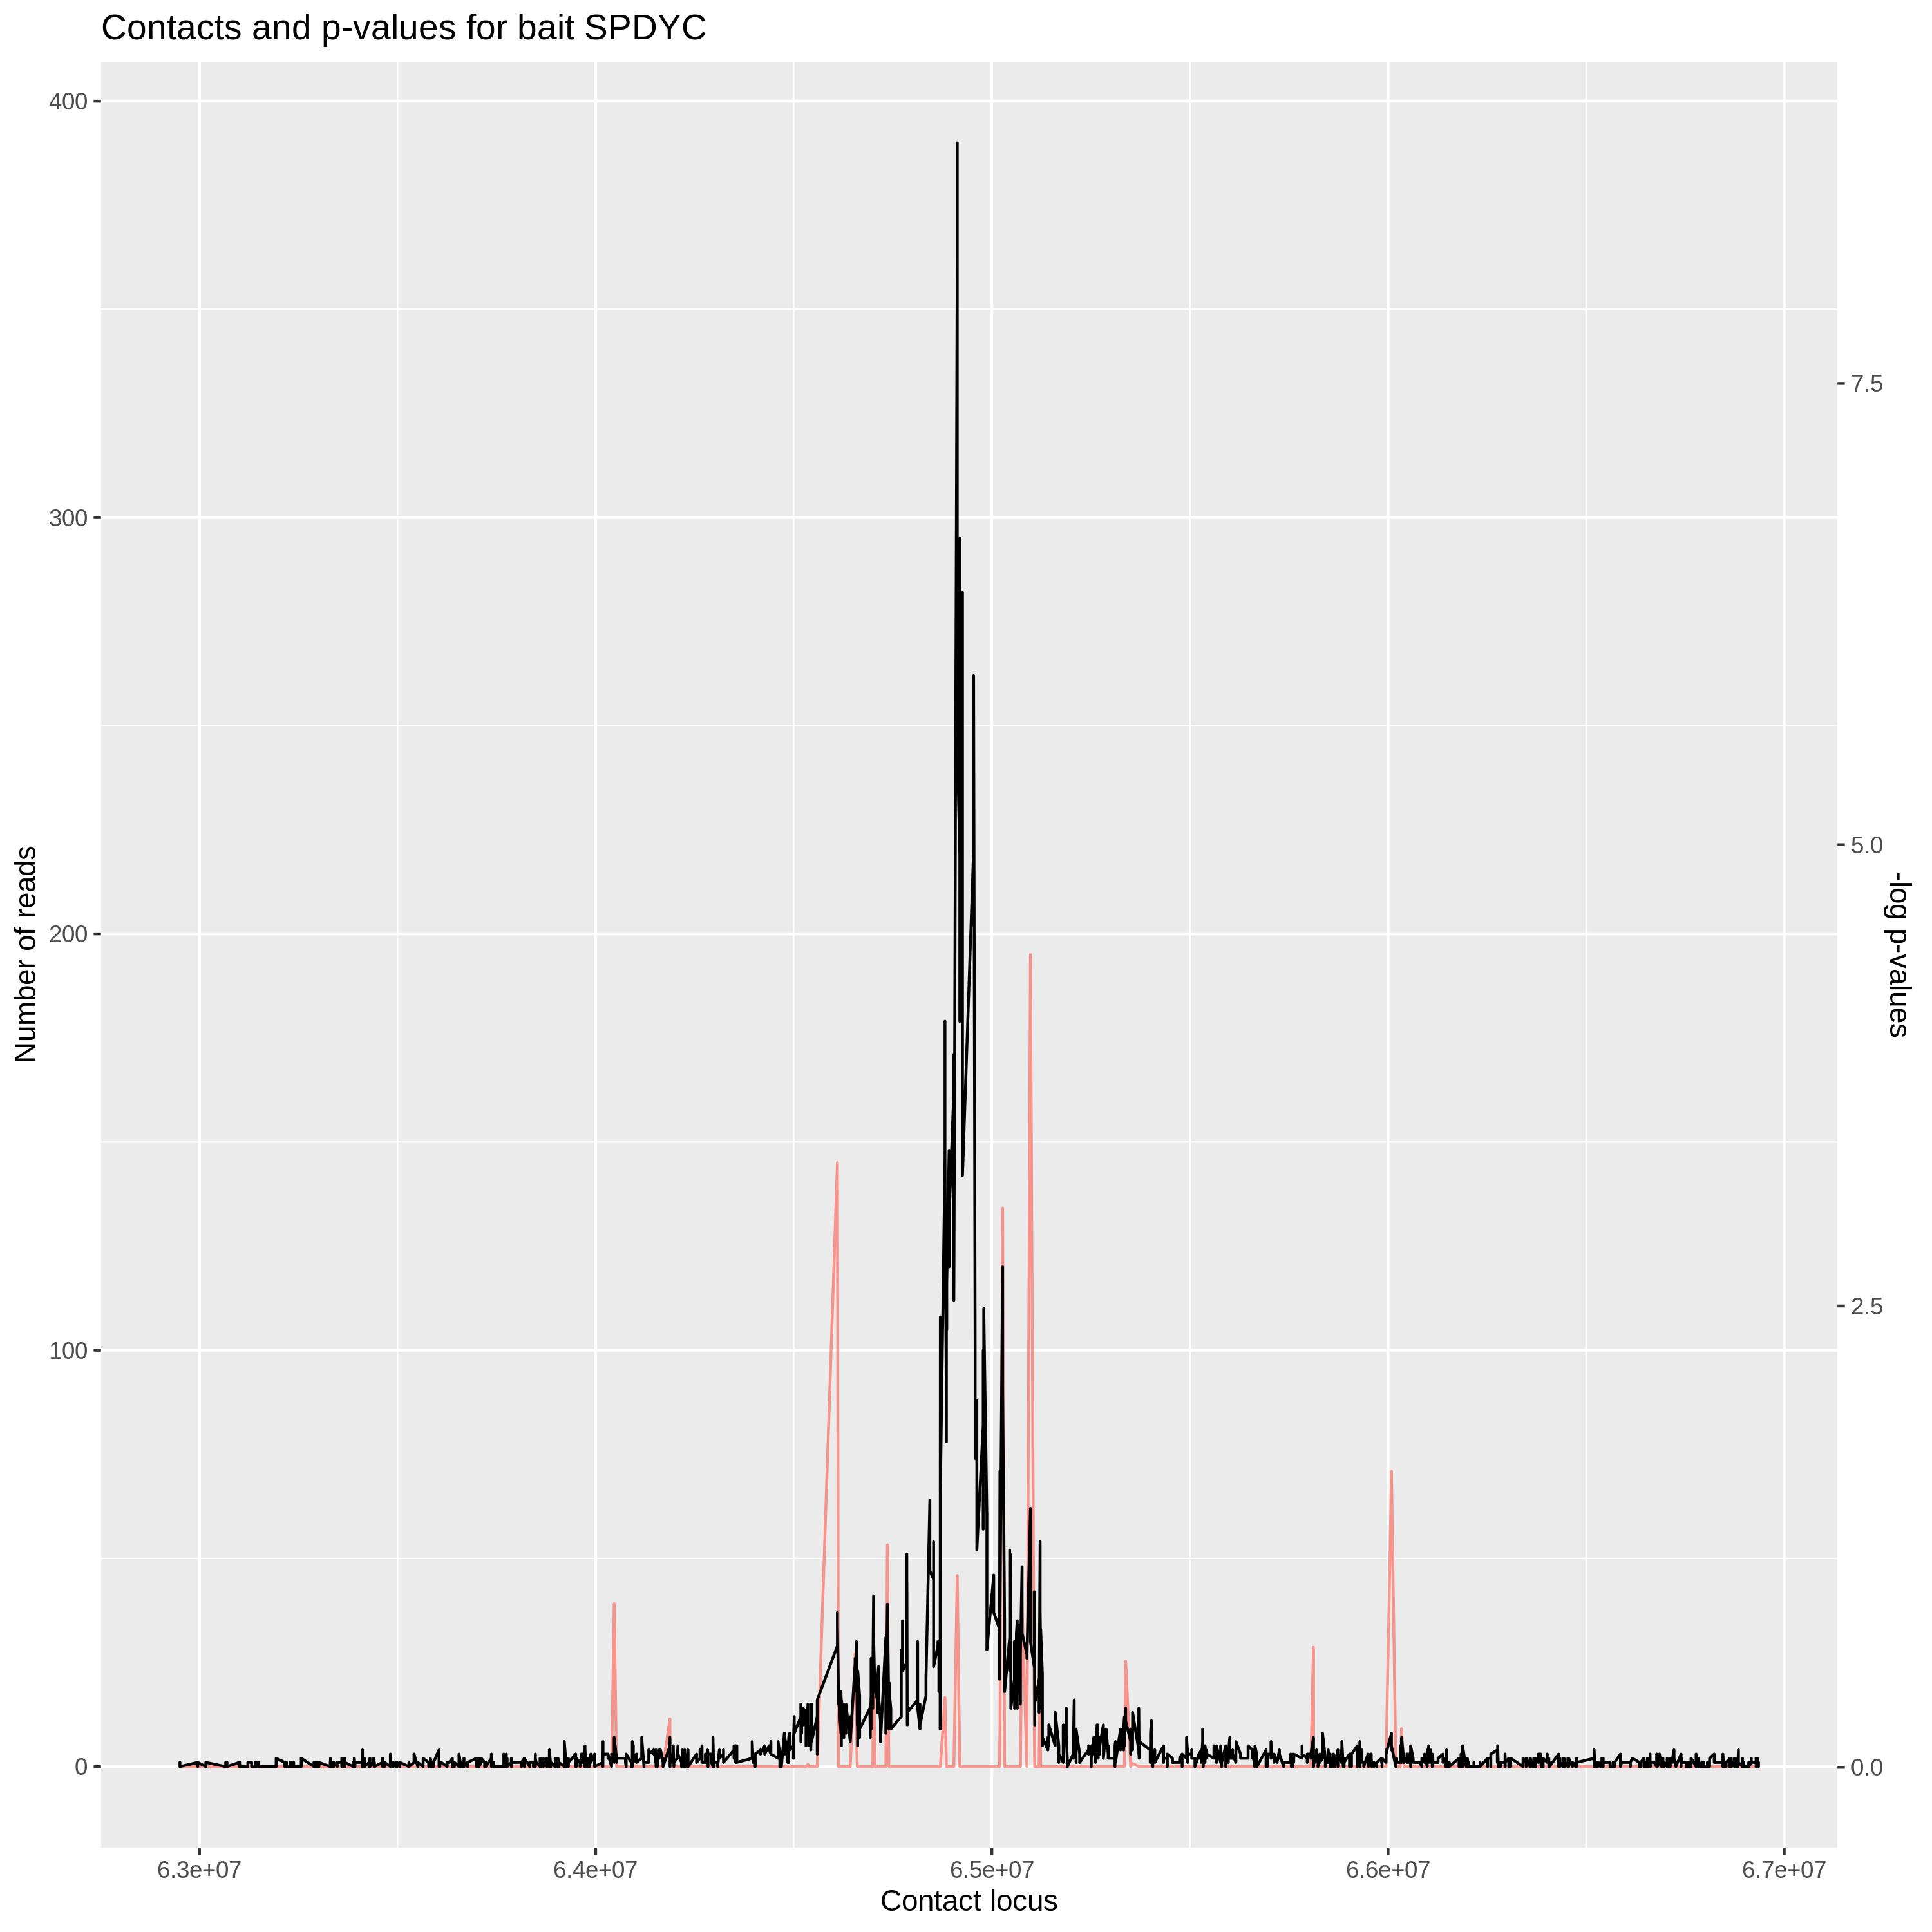 Contacts and p-values for bait SPDYC
400
300
200
100
0
Number of reads
7.5
5.0
2.5
0.0
-log p-values
6.3e+07
6.4e+07
6.5e+07
6.6e+07
6.7e+07
Contact locus